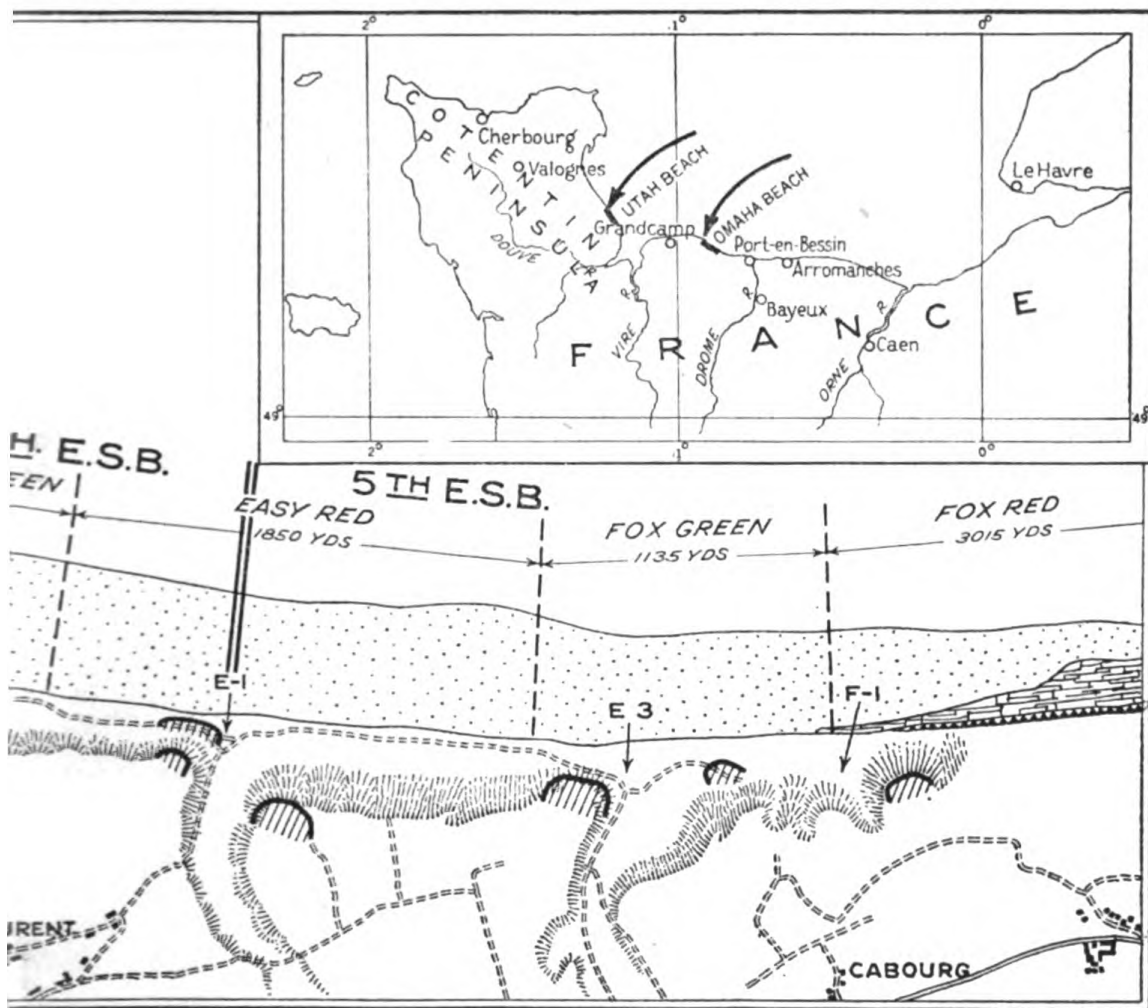 2°
1°
0°
COTENTIN
PENINSULA
Cherbourg
Valognes
UTAH BEACH
OMAHA BEACH
Le Havre
Grandcamp
Port-en-Bessin
Arromanches
DOUVE
R.
R.
R.
R.
Bayeux
Caen
VIRE
DROME
ORNE
FRANCE
49°
49°
2°
1°
0°
H. E.S.B.
5TH E.S.B.
EEN
EASY RED
1850 YDS
FOX GREEN
1135 YDS
FOX RED
3015 YDS
E-1
E 3
F-1
URENT
CABOURG